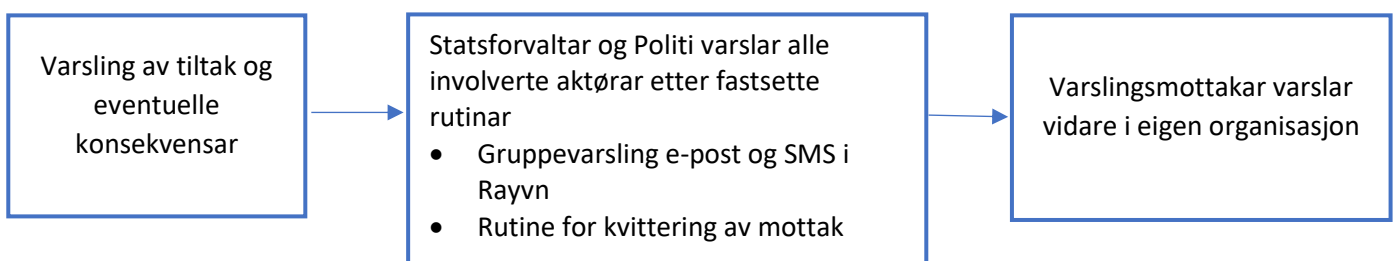 Varsling av tiltak og
eventuelle
konsekvensar
Statsforvaltar og Politi varslar alle
involverte aktørar etter fastsette
rutinar
• Gruppevarsling e-post og SMS i
Rayvn
• Rutine for kvittering av mottak
Varslingsmottakar varslar
vidare i eigen organisasjon